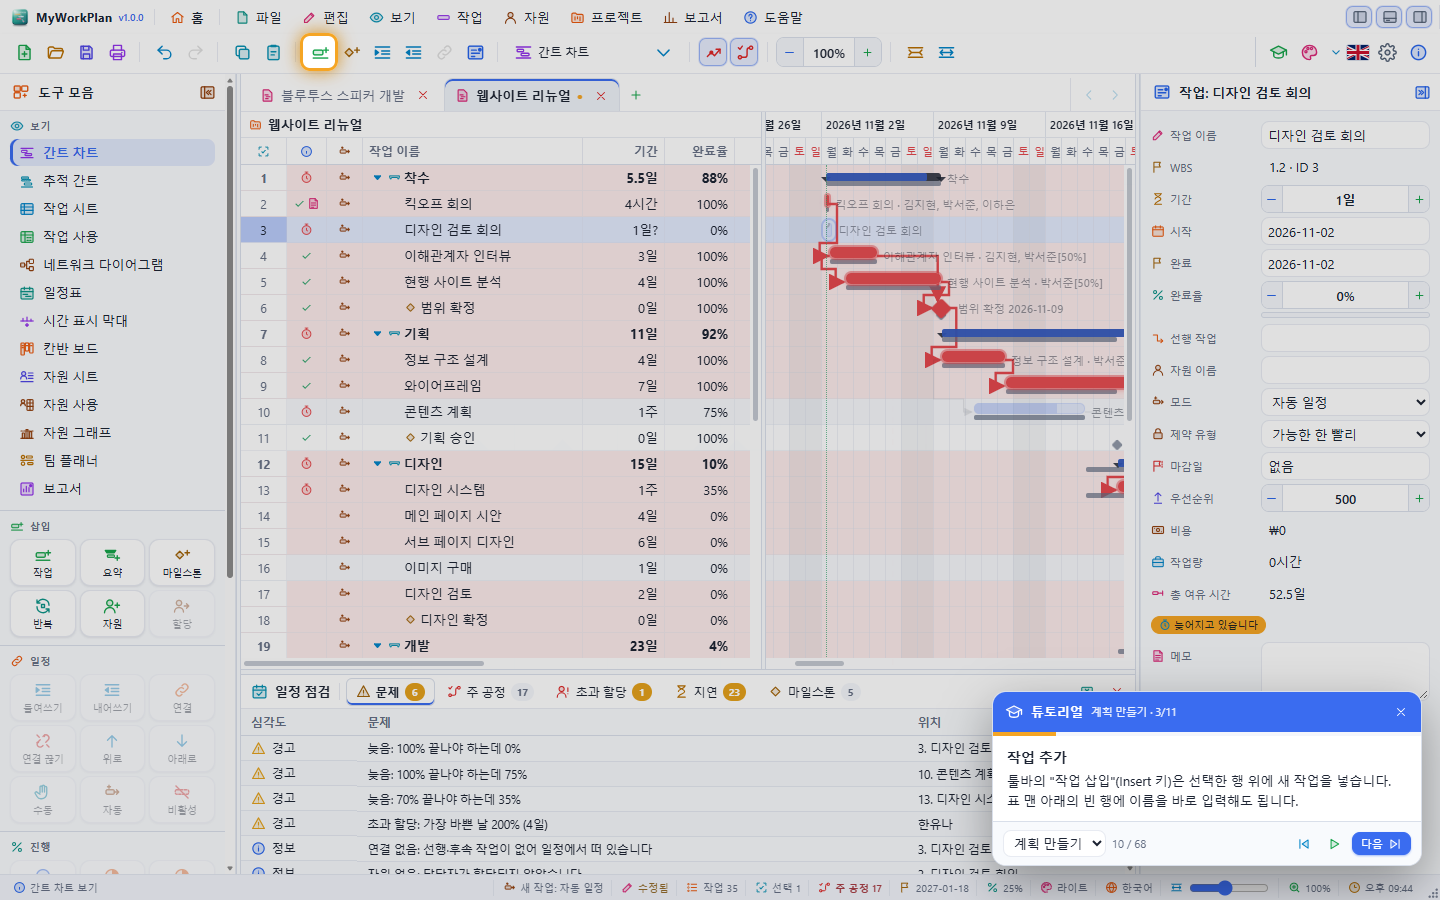 MyWorkPlan v1.0.0 홈 파일 편집 보기 작업 자원 프로젝트 보고서 도움말
간트 차트 100%
도구 모음
보기
간트 차트
추적 간트
작업 시트
작업 사용
네트워크 다이어그램
일정표
시간 표시 막대
칸반 보드
자원 시트
자원 사용
자원 그래프
팀 플래너
보고서
삽입
작업 요약 마일스톤
반복 자원 할당
일정
들여쓰기 내어쓰기 연결
연결 끊기 위로 아래로
수동 자동 비활성
진행
블루투스 스피커 개발 웹사이트 리뉴얼
웹사이트 리뉴얼
작업 이름 기간 완료율
1 착수 5.5일 88%
2 킥오프 회의 4시간 100%
3 디자인 검토 회의 1일? 0%
4 이해관계자 인터뷰 3일 100%
5 현행 사이트 분석 4일 100%
6 범위 확정 0일 100%
7 기획 11일 92%
8 정보 구조 설계 4일 100%
9 와이어프레임 7일 100%
10 콘텐츠 계획 1주 75%
11 기획 승인 0일 100%
12 디자인 15일 10%
13 디자인 시스템 1주 35%
14 메인 페이지 시안 4일 0%
15 서브 페이지 디자인 6일 0%
16 이미지 구매 1일 0%
17 디자인 검토 2일 0%
18 디자인 확정 0일 0%
19 개발 23일 4%
월 26일 2026년 11월 2일 2026년 11월 9일 2026년 11월 16일
목 금 토 일 월 화 수 목 금 토 일 월 화 수 목 금 토 일 월 화 수 목 금 토
착수
킥오프 회의 · 김지현, 박서준, 이하은
디자인 검토 회의
이해관계자 인터뷰 · 김지현, 박서준[50%]
현행 사이트 분석 · 박서준[50%]
범위 확정 2026-11-09
정보 구조 설계 · 박서준
콘텐츠
작업: 디자인 검토 회의
작업 이름 디자인 검토 회의
WBS 1.2 · ID 3
기간 1일
시작 2026-11-02
완료 2026-11-02
완료율 0%
선행 작업
자원 이름
모드 자동 일정
제약 유형 가능한 한 빨리
마감일 없음
우선순위 500
비용 ₩0
작업량 0시간
총 여유 시간 52.5일
늦어지고 있습니다
메모
일정 점검 문제 6 주 공정 17 초과 할당 1 지연 23 마일스톤 5
심각도 문제 위치
경고 늦음: 100% 끝나야 하는데 0% 3. 디자인 검토
경고 늦음: 100% 끝나야 하는데 75% 10. 콘텐츠 계획
경고 늦음: 70% 끝나야 하는데 35% 13. 디자인 시스
경고 초과 할당: 가장 바쁜 날 200% (4일) 한유나
정보 연결 없음: 선행·후속 작업이 없어 일정에서 떠 있습니다 3. 디자인 검토
튜토리얼 계획 만들기 · 3/11
작업 추가
툴바의 "작업 삽입"(Insert 키)은 선택한 행 위에 새 작업을 넣습니다.
표 맨 아래의 빈 행에 이름을 바로 입력해도 됩니다.
계획 만들기 10 / 68 다음
간트 차트 보기 새 작업: 자동 일정 수정됨 작업 35 선택 1 주 공정 17 2027-01-18 25% 라이트 한국어 100% 오후 09:44